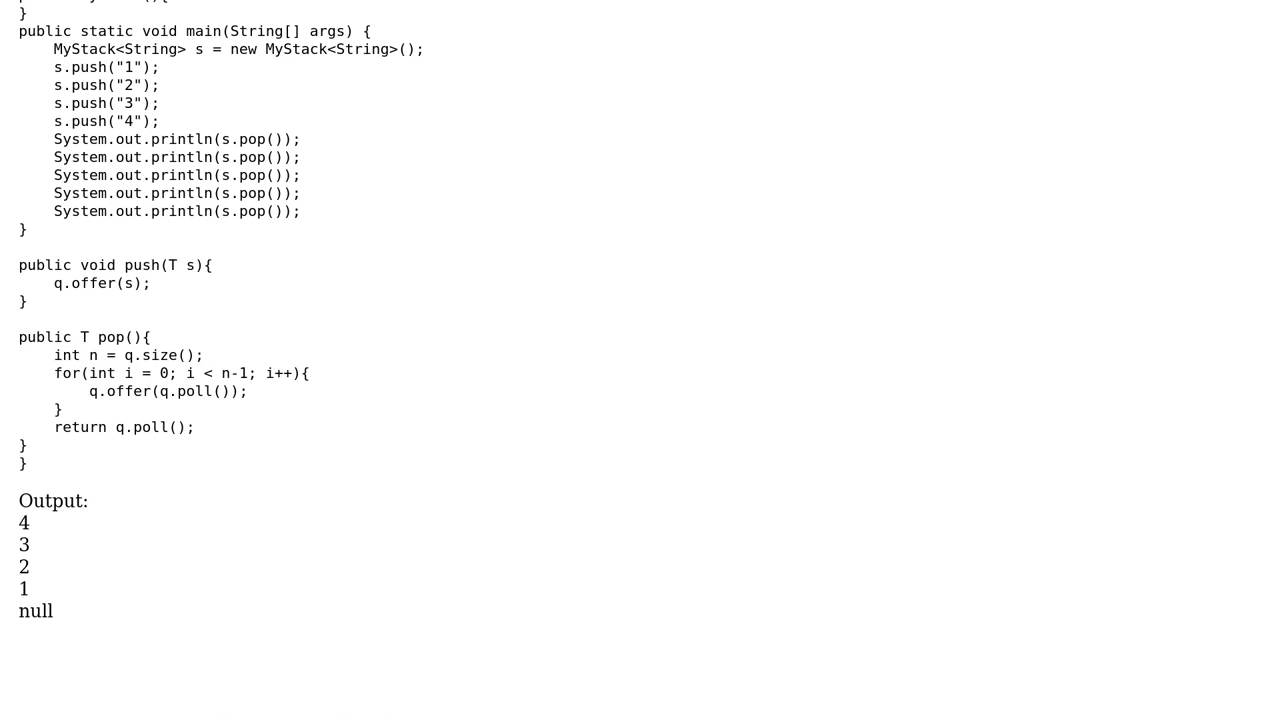 }
public static void main(String[] args) {
    MyStack<String> s = new MyStack<String>();
    s.push("1");
    s.push("2");
    s.push("3");
    s.push("4");
    System.out.println(s.pop());
    System.out.println(s.pop());
    System.out.println(s.pop());
    System.out.println(s.pop());
    System.out.println(s.pop());
}

public void push(T s){
    q.offer(s);
}

public T pop(){
    int n = q.size();
    for(int i = 0; i < n-1; i++){
        q.offer(q.poll());
    }
    return q.poll();
}
}

Output:
4
3
2
1
null